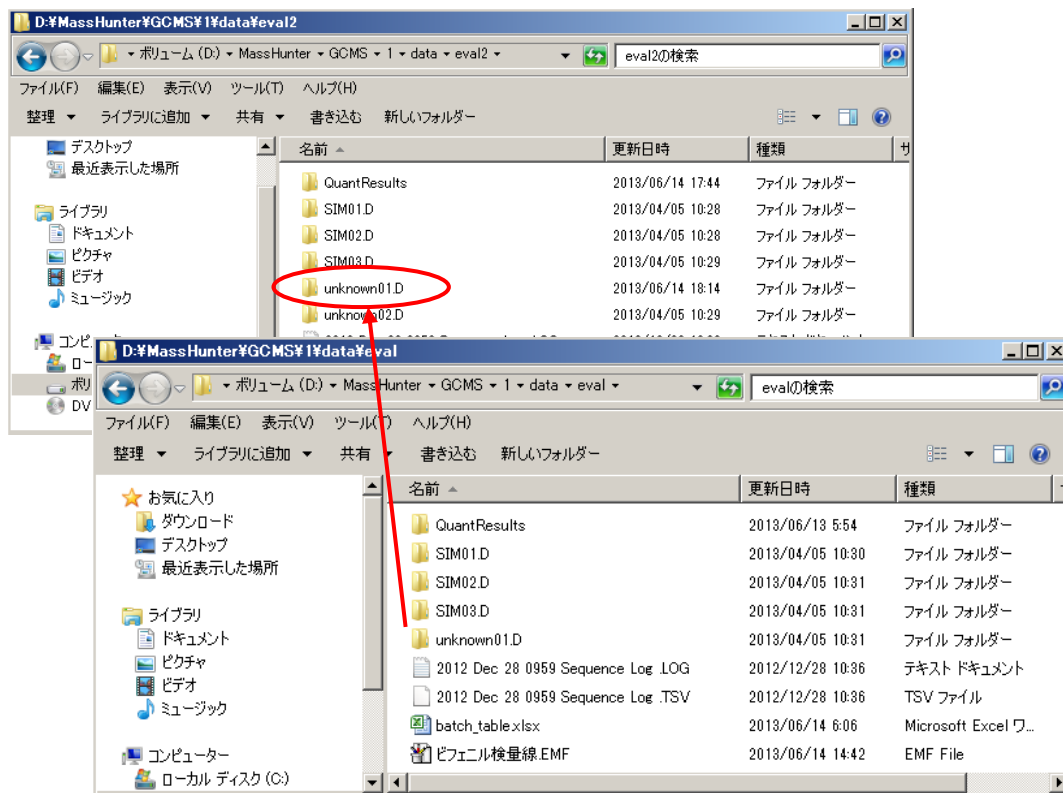 D:¥MassHunter¥GCMS¥1¥data¥eval2
ボリューム (D:) MassHunter GCMS 1 data eval2
eval2の検索
ファイル(F) 編集(E) 表示(V) ツール(T) ヘルプ(H)
整理 ライブラリに追加 共有 書き込む 新しいフォルダー
デスクトップ
最近表示した場所
ライブラリ
ドキュメント
ピクチャ
ビデオ
ミュージック
名前 更新日時 種類 サ
QuantResults 2013/06/14 17:44 ファイル フォルダー
SIM01.D 2013/04/05 10:28 ファイル フォルダー
SIM02.D 2013/04/05 10:28 ファイル フォルダー
SIM03.D 2013/04/05 10:29 ファイル フォルダー
unknown01.D 2013/06/14 18:14 ファイル フォルダー
unknown02.D 2013/04/05 10:29 ファイル フォルダー
D:¥MassHunter¥GCMS¥1¥data¥eval
ボリューム (D:) MassHunter GCMS 1 data eval
evalの検索
ファイル(F) 編集(E) 表示(V) ツール(T) ヘルプ(H)
整理 ライブラリに追加 共有 書き込む 新しいフォルダー
お気に入り
ダウンロード
デスクトップ
最近表示した場所
ライブラリ
ドキュメント
ピクチャ
ビデオ
ミュージック
コンピューター
ローカル ディスク (C:)
名前 更新日時 種類
QuantResults 2013/06/13 5:54 ファイル フォルダー
SIM01.D 2013/04/05 10:30 ファイル フォルダー
SIM02.D 2013/04/05 10:31 ファイル フォルダー
SIM03.D 2013/04/05 10:31 ファイル フォルダー
unknown01.D 2013/04/05 10:31 ファイル フォルダー
2012 Dec 28 0959 Sequence Log .LOG 2012/12/28 10:36 テキスト ドキュメント
2012 Dec 28 0959 Sequence Log .TSV 2012/12/28 10:36 TSV ファイル
batch_table.xlsx 2013/06/14 6:06 Microsoft Excel ワ...
ビフェニル検量線.EMF 2013/06/14 14:42 EMF File